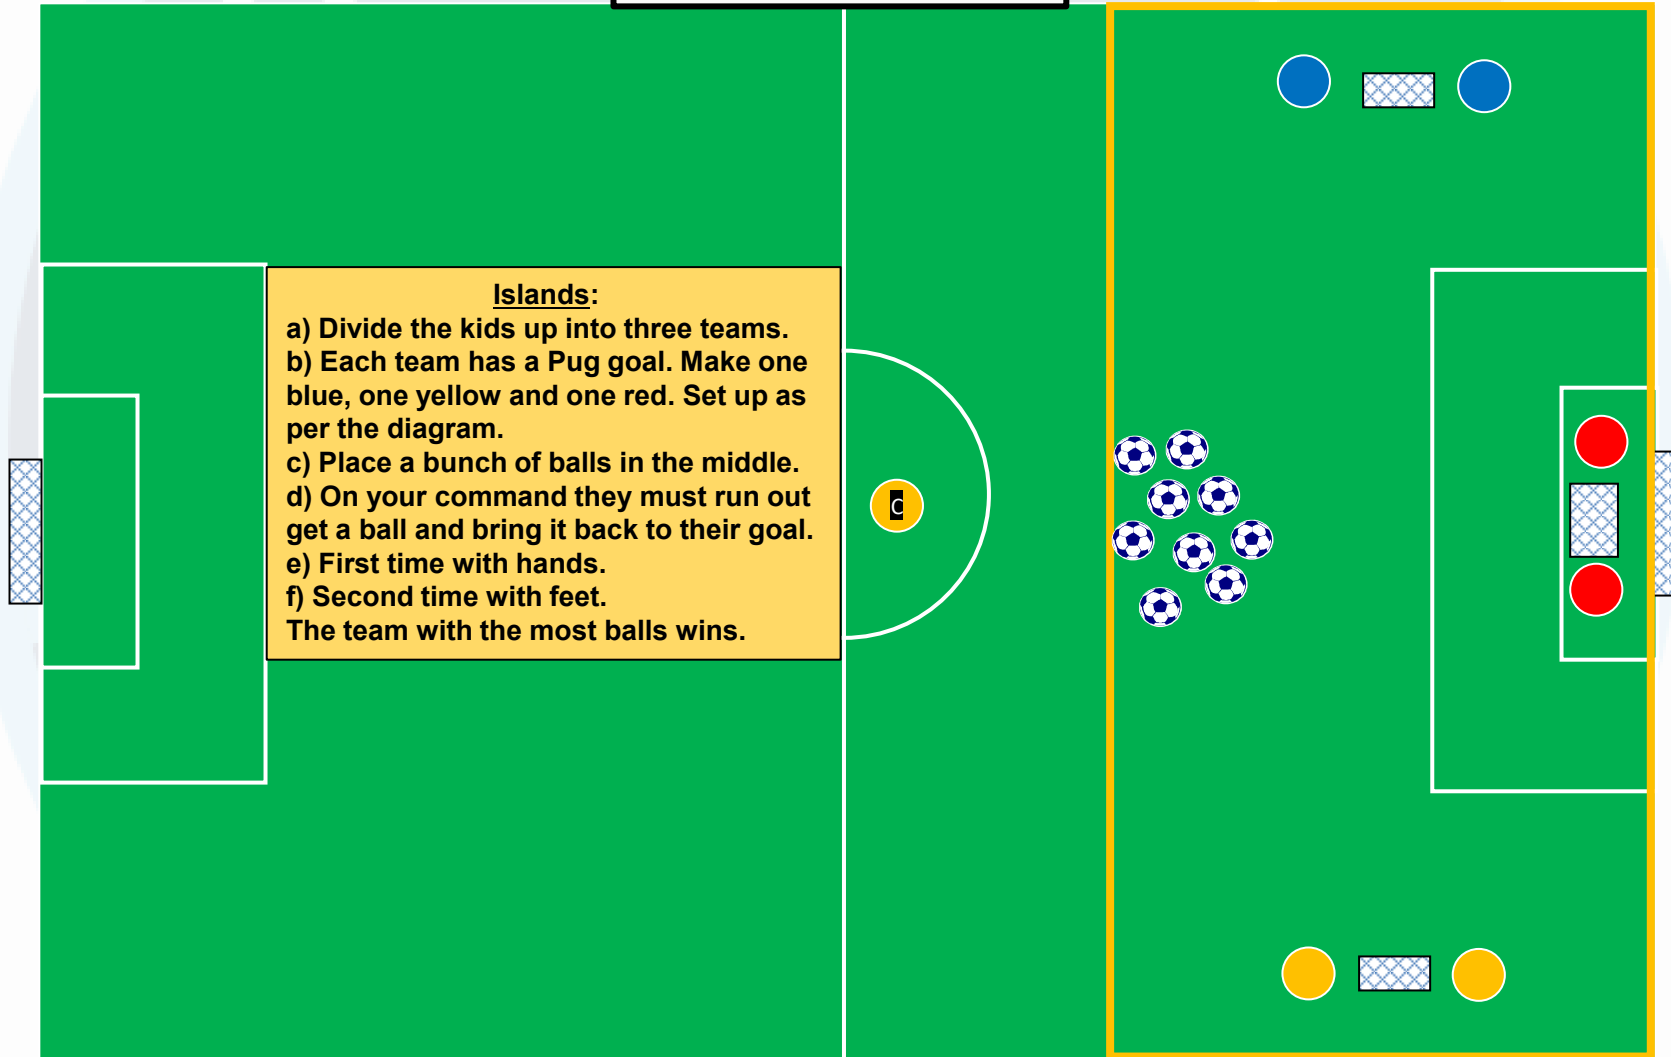 Islands:
a) Divide the kids up into three teams.
b) Each team has a Pug goal. Make one
blue, one yellow and one red. Set up as
per the diagram.
c) Place a bunch of balls in the middle.
d) On your command they must run out
get a ball and bring it back to their goal.
e) First time with hands.
f) Second time with feet.
The team with the most balls wins.
c